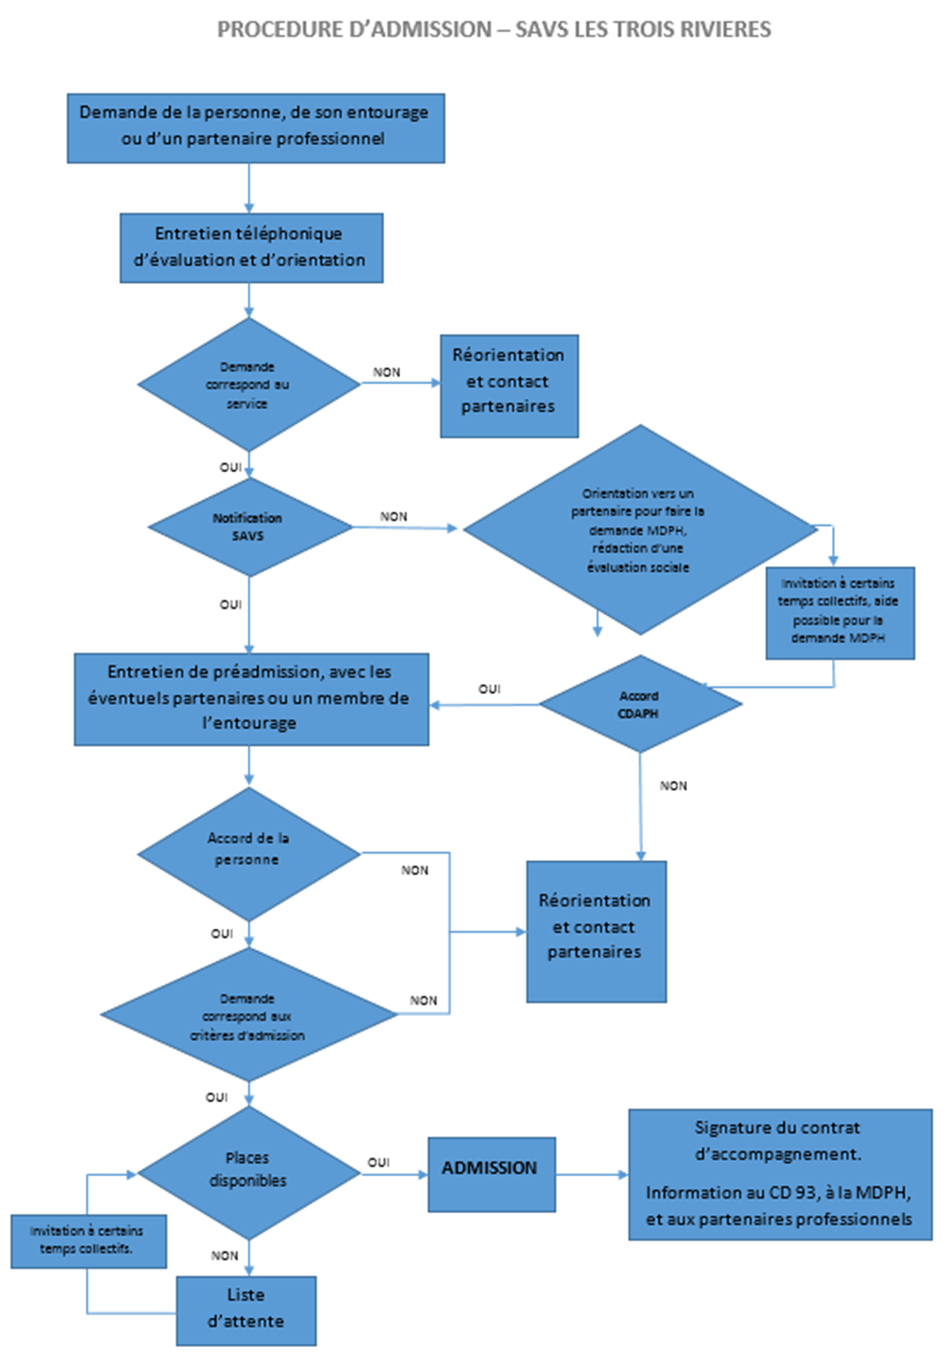 PROCEDURE D’ADMISSION – SAVS LES TROIS RIVIERES
Demande de la personne, de son entourage
ou d’un partenaire professionnel
Entretien téléphonique
d’évaluation et d’orientation
Demande
correspond au
service
NON
Réorientation
et contact
partenaires
OUI
Notification
SAVS
NON
Orientation vers un
partenaire pour faire la
demande MDPH,
rédaction d’une
évaluation sociale
Invitation à certains
temps collectifs, aide
possible pour la
demande MDPH
OUI
Entretien de préadmission, avec les
éventuels partenaires ou un membre de
l’entourage
OUI
Accord
CDAPH
NON
Accord de la
personne
NON
Réorientation
et contact
partenaires
OUI
Demande
correspond aux
critères d’admission
NON
OUI
Places
disponibles
OUI
ADMISSION
Signature du contrat
d’accompagnement.
Information au CD 93, à la MDPH,
et aux partenaires professionnels
Invitation à certains
temps collectifs.
NON
Liste
d’attente